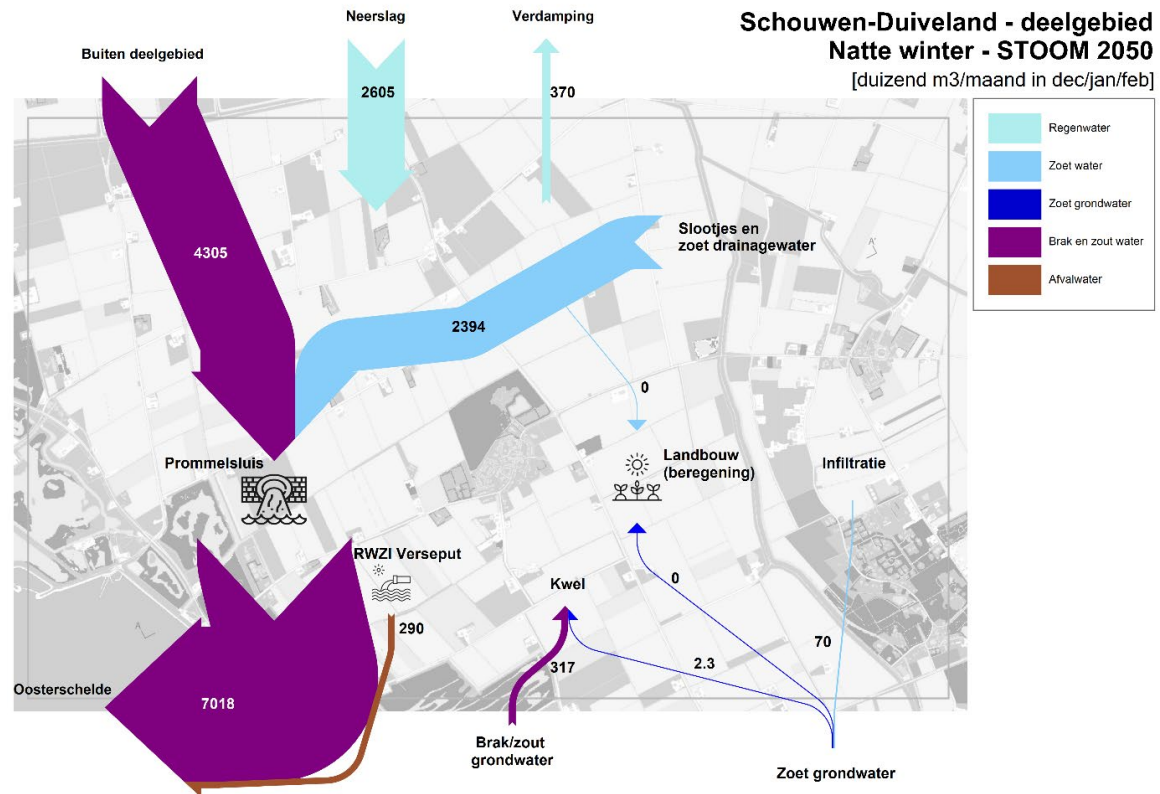 Schouwen-Duiveland - deelgebied
Natte winter - STOOM 2050
[duizend m3/maand in dec/jan/feb]
Neerslag
Verdamping
Buiten deelgebied
2605
370
Regenwater
Zoet water
Zoet grondwater
Brak en zout water
Afvalwater
Slootjes en
zoet drainagewater
4305
2394
0
Prommelsluis
Landbouw
(beregening)
Infiltratie
RWZI Verseput
Kwel
0
290
70
2.3
317
Oosterschelde
7018
Brak/zout
grondwater
Zoet grondwater
A'
A